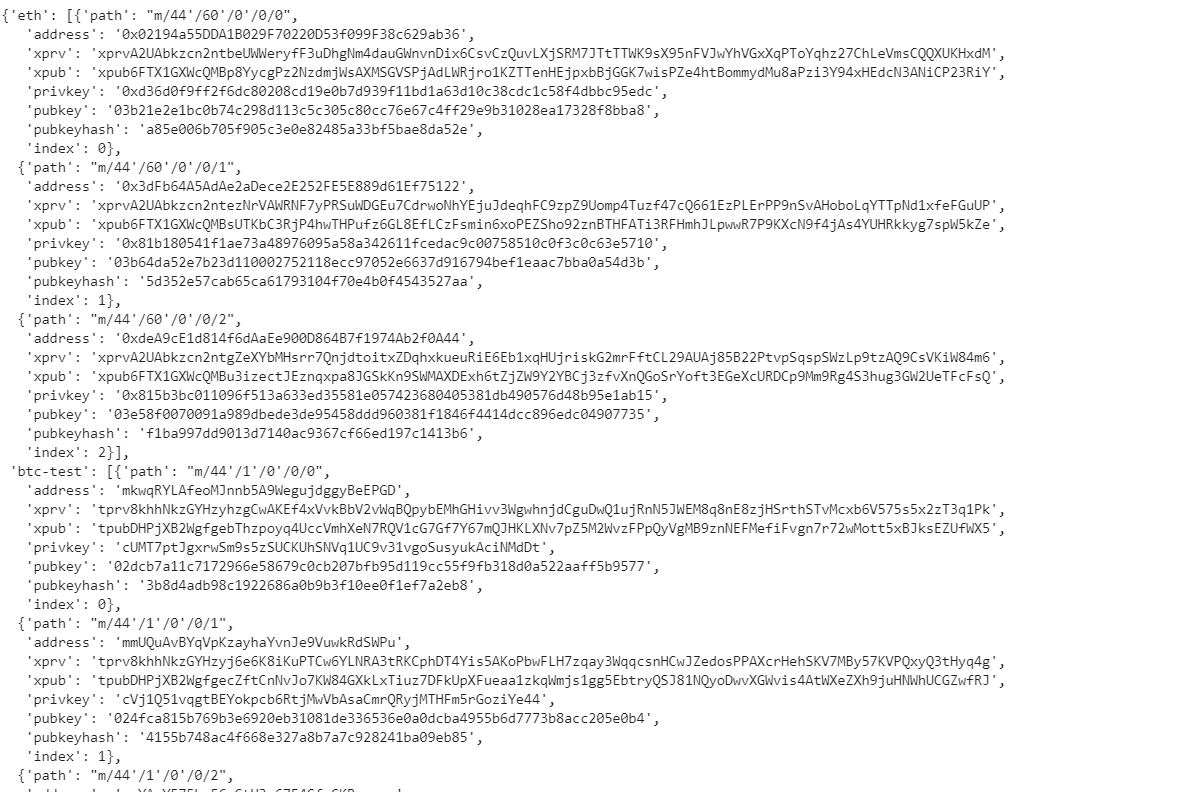 {'eth': [{'path': "m/44'/60'/0'/0/0",
'address': '0x02194a55DDA1B029F70220D53f099F38c629ab36',
'xprv': 'xprvA2UAbkzcn2ntbeUWWeryfF3uDhgNm4dauGWnvnDix6CsvCzQuvLXjSRM7JTtTTWK9sX95nFVJwYhVGxXqPToYqhz27ChLeVmsCQQXUKHxdM',
'xpub': 'xpub6FTX1GXWcQMBp8YycgPz2NzdmjWsAXMSGVSPjAdLWRjro1KZTTenHEjpxbBjGGK7wisPZe4htBommydMu8aPzi3Y94xHEdcN3ANiCP23RiY',
'privkey': '0xd36d0f9ff2f6dc80208cd19e0b7d939f11bd1a63d10c38cdc1c58f4dbbc95edc',
'pubkey': '03b21e2e1bc0b74c298d113c5c305c80cc76e67c4ff29e9b31028ea17328f8bba8',
'pubkeyhash': 'a85e006b705f905c3e0e82485a33bf5bae8da52e',
'index': 0},
{'path': "m/44'/60'/0'/0/1",
'address': '0x3dFb64A5AdAe2aDece2E252FE5E889d61Ef75122',
'xprv': 'xprvA2UAbkzcn2ntezNrVAWRNF7yPRSuWDGEu7CdrwoNhYEjuJdeqhFC9zpZ9Uomp4Tuzf47cQ661EzPLErPP9nSvAHoboLqYTTpNd1xfeFGuUP',
'xpub': 'xpub6FTX1GXWcQMBsUTKbC3RjP4hwTHPufz6GL8EfLCzFsmin6xoPEZSho92znBTHFATi3RFHmhJLpwwR7P9KXcN9f4jAs4YUHRkkyg7spW5kZe',
'privkey': '0x81b180541f1ae73a48976095a58a342611fcedac9c00758510c0f3c0c63e5710',
'pubkey': '03b64da52e7b23d110002752118ecc97052e6637d916794bef1eaac7bba0a54d3b',
'pubkeyhash': '5d352e57cab65ca61793104f70e4b0f4543527aa',
'index': 1},
{'path': "m/44'/60'/0'/0/2",
'address': '0xdeA9cE1d814f6dAaEe900D864B7f1974Ab2f0A44',
'xprv': 'xprvA2UAbkzcn2ntgZeXYbMHsrr7QnjdtoitxZDqhxkueuRiE6Eb1xqHUjriskG2mrFftCL29AUAj85B22PtvpSqspSWzLp9tzAQ9CsVKiW84m6',
'xpub': 'xpub6FTX1GXWcQMBu3izectJEznqxpa8JGSkKn9SWMAXDExh6tZjZW9Y2YBCj3zfvXnQGoSrYoft3EGeXcURDCp9Mm9Rg4S3hug3GW2UeTFcFsQ',
'privkey': '0x815b3bc011096f513a633ed35581e057423680405381db490576d48b95e1ab15',
'pubkey': '03e58f0070091a989dbede3de95458ddd960381f1846f4414dcc896edc04907735',
'pubkeyhash': 'f1ba997dd9013d7140ac9367cf66ed197c1413b6',
'index': 2}],
'btc-test': [{'path': "m/44'/1'/0'/0/0",
'address': 'mkwqRYLAfeoMJnnb5A9WegujdggyBeEPGD',
'xprv': 'tprv8khhNkzGYHzyhzgCwAKEf4xVvkBbV2vWqBQpybEMhGHivv3WgwhnjdCguDwQ1ujRnN5JWEM8q8nE8zjHSrthSTvMcxb6V575s5x2zT3q1Pk',
'xpub': 'tpubDHPjXB2WgfgebThzpoyq4UccVmhXeN7RQV1cG7Gf7Y67mQJHKLXNv7pZ5M2WvzFPpQyVgMB9znNEFMefiFvgn7r72wMott5xBJksEZUfWX5',
'privkey': 'cUMT7ptJgxrwSm9s5zSUCKUhSNVq1UC9v31vgoSusyukAciNMdDt',
'pubkey': '02dcb7a11c7172966e58679c0cb207bfb95d119cc55f9fb318d0a522aaff5b9577',
'pubkeyhash': '3b8d4adb98c1922686a0b9b3f10ee0f1ef7a2eb8',
'index': 0},
{'path': "m/44'/1'/0'/0/1",
'address': 'mmUQuAvBYqVpKzayhaYvnJe9VuwkRdSWPu',
'xprv': 'tprv8khhNkzGYHzyj6e6K8iKuPTCw6YLNRA3tRKCphDT4Yis5AKoPbwFLH7zqay3WqqcsnHCwJZedosPPAXcrHehSKV7MBy57KVPQxyQ3tHyq4g',
'xpub': 'tpubDHPjXB2WgfgecZftCnNvJo7KW84GXkLxTiuz7DFkUpXFueaa1zkqWmjs1gg5EbtryQSJ81NQyoDwvXGWvis4AtWXeZXh9juHNWhUCGZwfRJ',
'privkey': 'cVj1Q51vqgtBEYokpcb6RtjMwVbAsaCmrQRyjMTHFm5rGoziYe44',
'pubkey': '024fca815b769b3e6920eb31081de336536e0a0dcba4955b6d7773b8acc205e0b4',
'pubkeyhash': '4155b748ac4f668e327a8b7a7c928241ba09eb85',
'index': 1},
{'path': "m/44'/1'/0'/0/2",